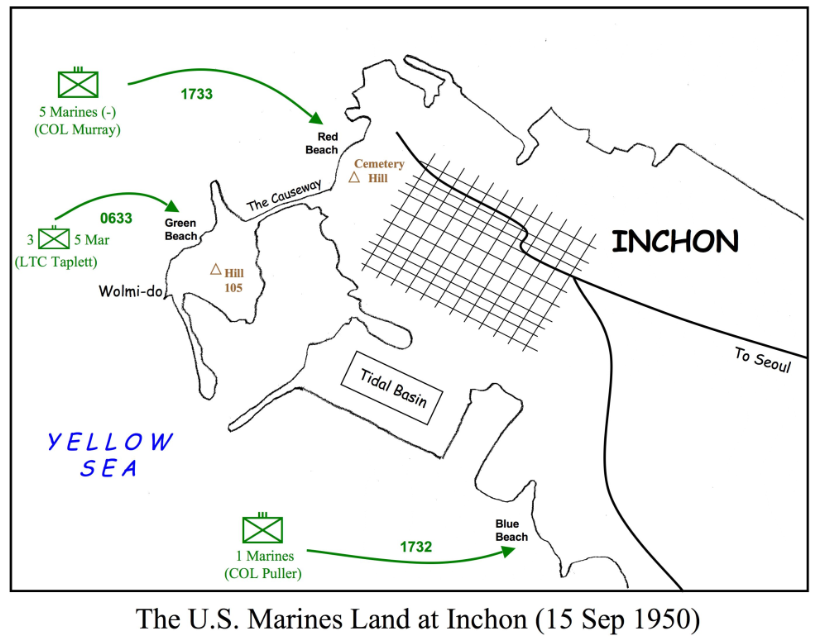 5 Marines (-)
(COL Murray)
1733
Red
Beach
Cemetery
Hill
The Causeway
0633
Green
Beach
3 5 Mar
(LTC Taplett)
Hill
105
Wolmi-do
INCHON
To Seoul
Tidal Basin
YELLOW
SEA
Blue
Beach
1732
1 Marines
(COL Puller)
The U.S. Marines Land at Inchon (15 Sep 1950)